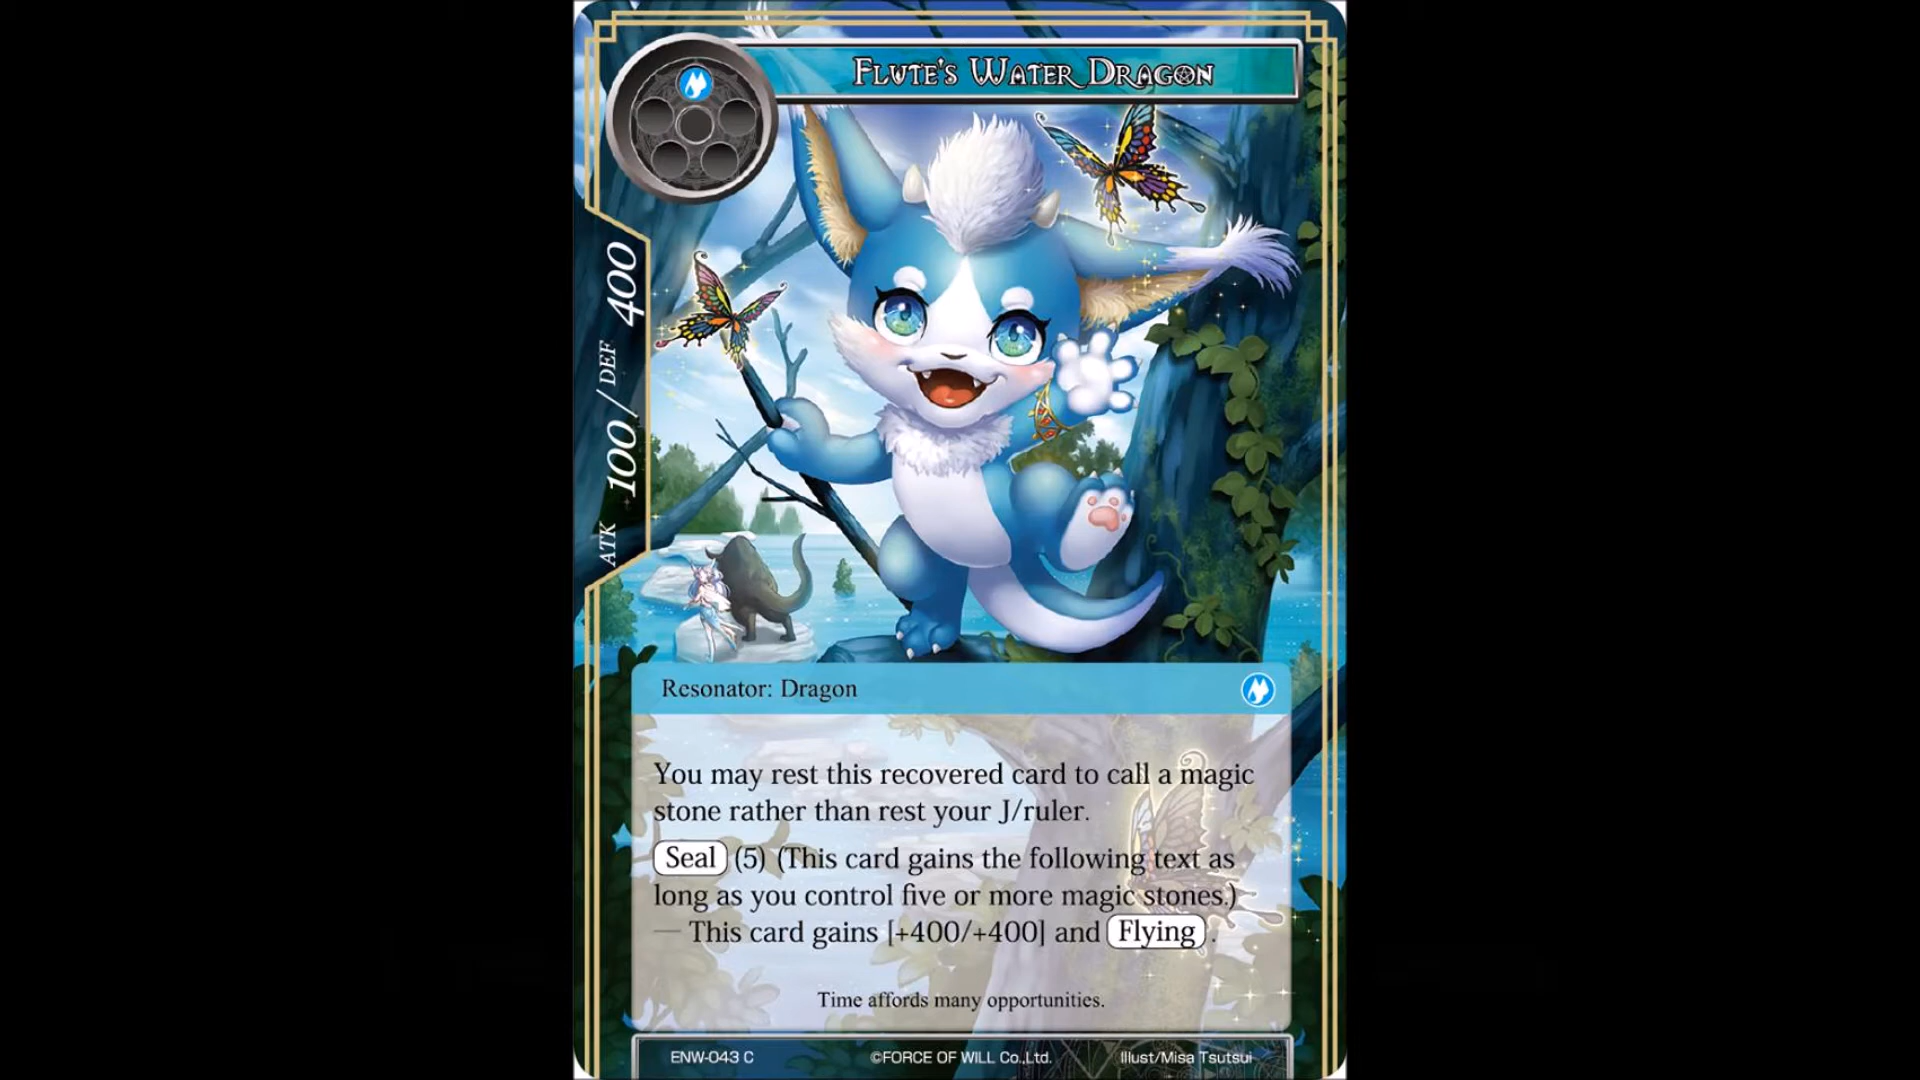 Flute's Water Dragon
ATK 100 / DEF 400
Resonator: Dragon
You may rest this recovered card to call a magic
stone rather than rest your J/ruler.
Seal (5) (This card gains the following text as
long as you control five or more magic stones.)
— This card gains [+400/+400] and Flying.
Time affords many opportunities.
ENW-043 C ©FORCE OF WILL Co.,Ltd. Illust/Misa Tsutsui